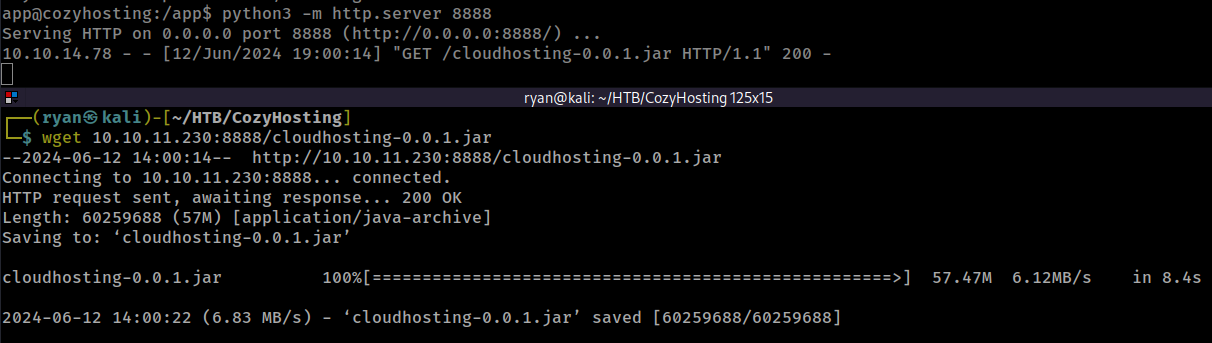 app@cozyhosting:/app$ python3 -m http.server 8888
Serving HTTP on 0.0.0.0 port 8888 (http://0.0.0.0:8888/) ...
10.10.14.78 - - [12/Jun/2024 19:00:14] "GET /cloudhosting-0.0.1.jar HTTP/1.1" 200 -
ryan@kali: ~/HTB/CozyHosting 125x15
┌──(ryan㉿kali)-[~/HTB/CozyHosting]
└─$ wget 10.10.11.230:8888/cloudhosting-0.0.1.jar
--2024-06-12 14:00:14--  http://10.10.11.230:8888/cloudhosting-0.0.1.jar
Connecting to 10.10.11.230:8888... connected.
HTTP request sent, awaiting response... 200 OK
Length: 60259688 (57M) [application/java-archive]
Saving to: ‘cloudhosting-0.0.1.jar’
cloudhosting-0.0.1.jar          100%[====================================================>]  57.47M  6.12MB/s    in 8.4s
2024-06-12 14:00:22 (6.83 MB/s) - ‘cloudhosting-0.0.1.jar’ saved [60259688/60259688]